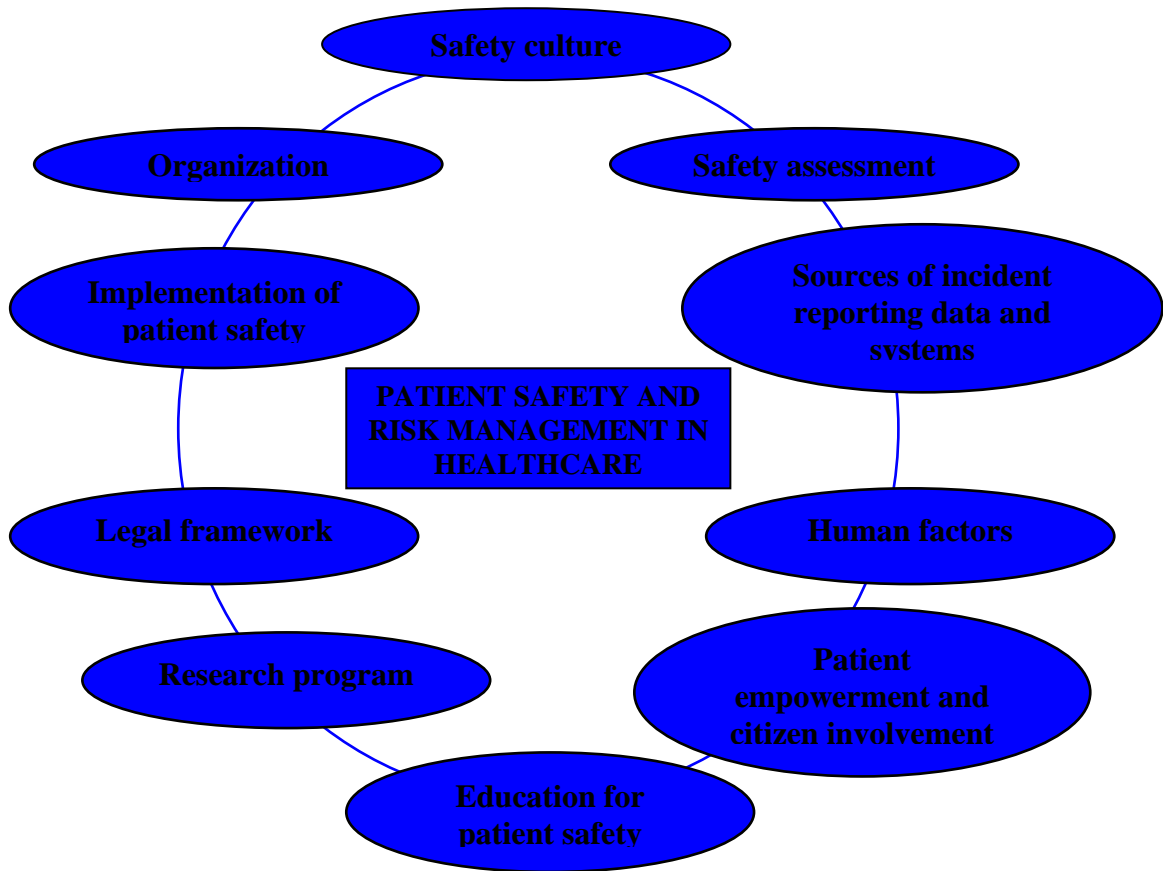 Safety culture
Organization
Safety assessment
Implementation of
patient safety
Sources of incident
reporting data and
systems
PATIENT SAFETY AND
RISK MANAGEMENT IN
HEALTHCARE
Legal framework
Human factors
Research program
Patient
empowerment and
citizen involvement
Education for
patient safety